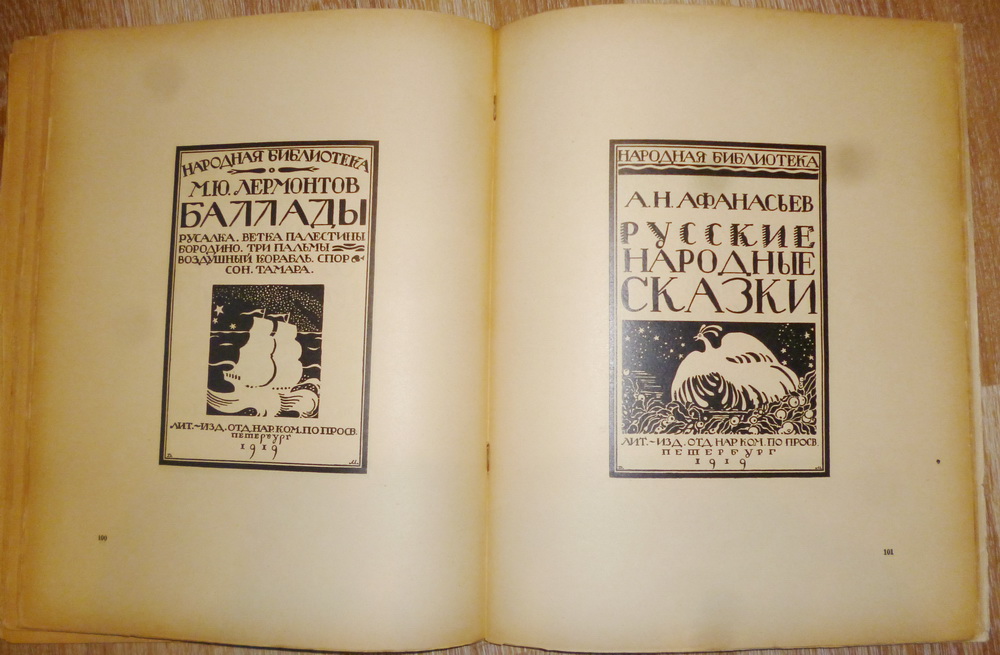 НАРОДНАЯ БИБЛИОТЕКА
М.Ю. ЛЕРМОНТОВ
БАЛЛАДЫ
РУСАЛКА. ВЕТКА ПАЛЕСТИНЫ
БОРОДИНО. ТРИ ПАЛЬМЫ
ВОЗДУШНЫЙ КОРАБЛЬ. СПОР
СОН. ТАМАРА.
ЛИТ.-ИЗД. ОТД. НАР. КОМ. ПО ПРОСВ.
ПЕТЕРБУРГ
1919
100
НАРОДНАЯ БИБЛИОТЕКА
А.Н. АФАНАСЬЕВ
РУССКИЕ
НАРОДНЫЕ
СКАЗКИ
ЛИТ.-ИЗД. ОТД. НАР. КОМ. ПО ПРОСВ.
ПЕТЕРБУРГ
1919
101